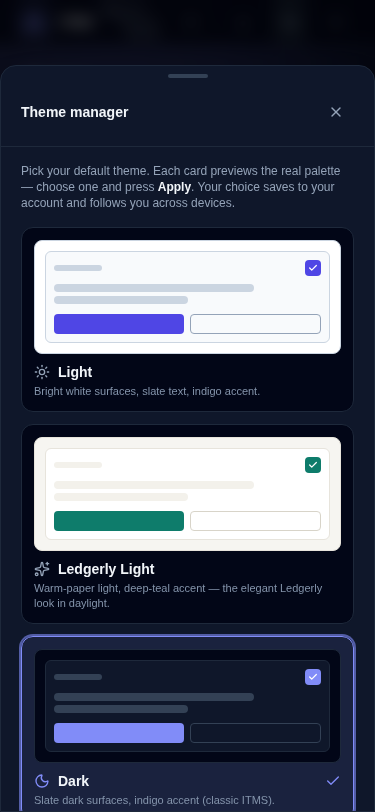 Theme manager
Pick your default theme. Each card previews the real palette
— choose one and press Apply. Your choice saves to your
account and follows you across devices.
Light
Bright white surfaces, slate text, indigo accent.
Ledgerly Light
Warm-paper light, deep-teal accent — the elegant Ledgerly
look in daylight.
Dark
Slate dark surfaces, indigo accent (classic ITMS).